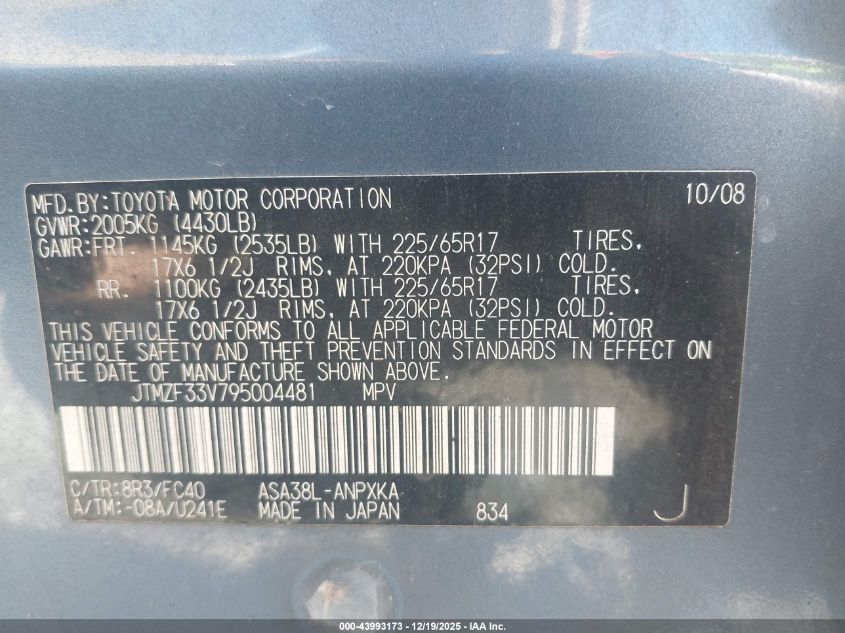 MFD.BY:TOYOTA MOTOR CORPORATION 10/08
GVWR:2005KG (4430LB)
GAWR:FRT. 1145KG (2535LB) WITH 225/65R17 TIRES,
17X6 1/2J RIMS, AT 220KPA (32PSI) COLD.
RR. 1100KG (2435LB) WITH 225/65R17 TIRES,
17X6 1/2J RIMS, AT 220KPA (32PSI) COLD.
THIS VEHICLE CONFORMS TO ALL APPLICABLE FEDERAL MOTOR
VEHICLE SAFETY AND THEFT PREVENTION STANDARDS IN EFFECT ON
THE DATE OF MANUFACTURE SHOWN ABOVE.
JTMZF33V795004481 MPV
C/TR:8R3/FC40 ASA38L-ANPXKA
A/TM:-08A/U241E MADE IN JAPAN 834 J
000-43993173 - 12/19/2025 - IAA Inc.